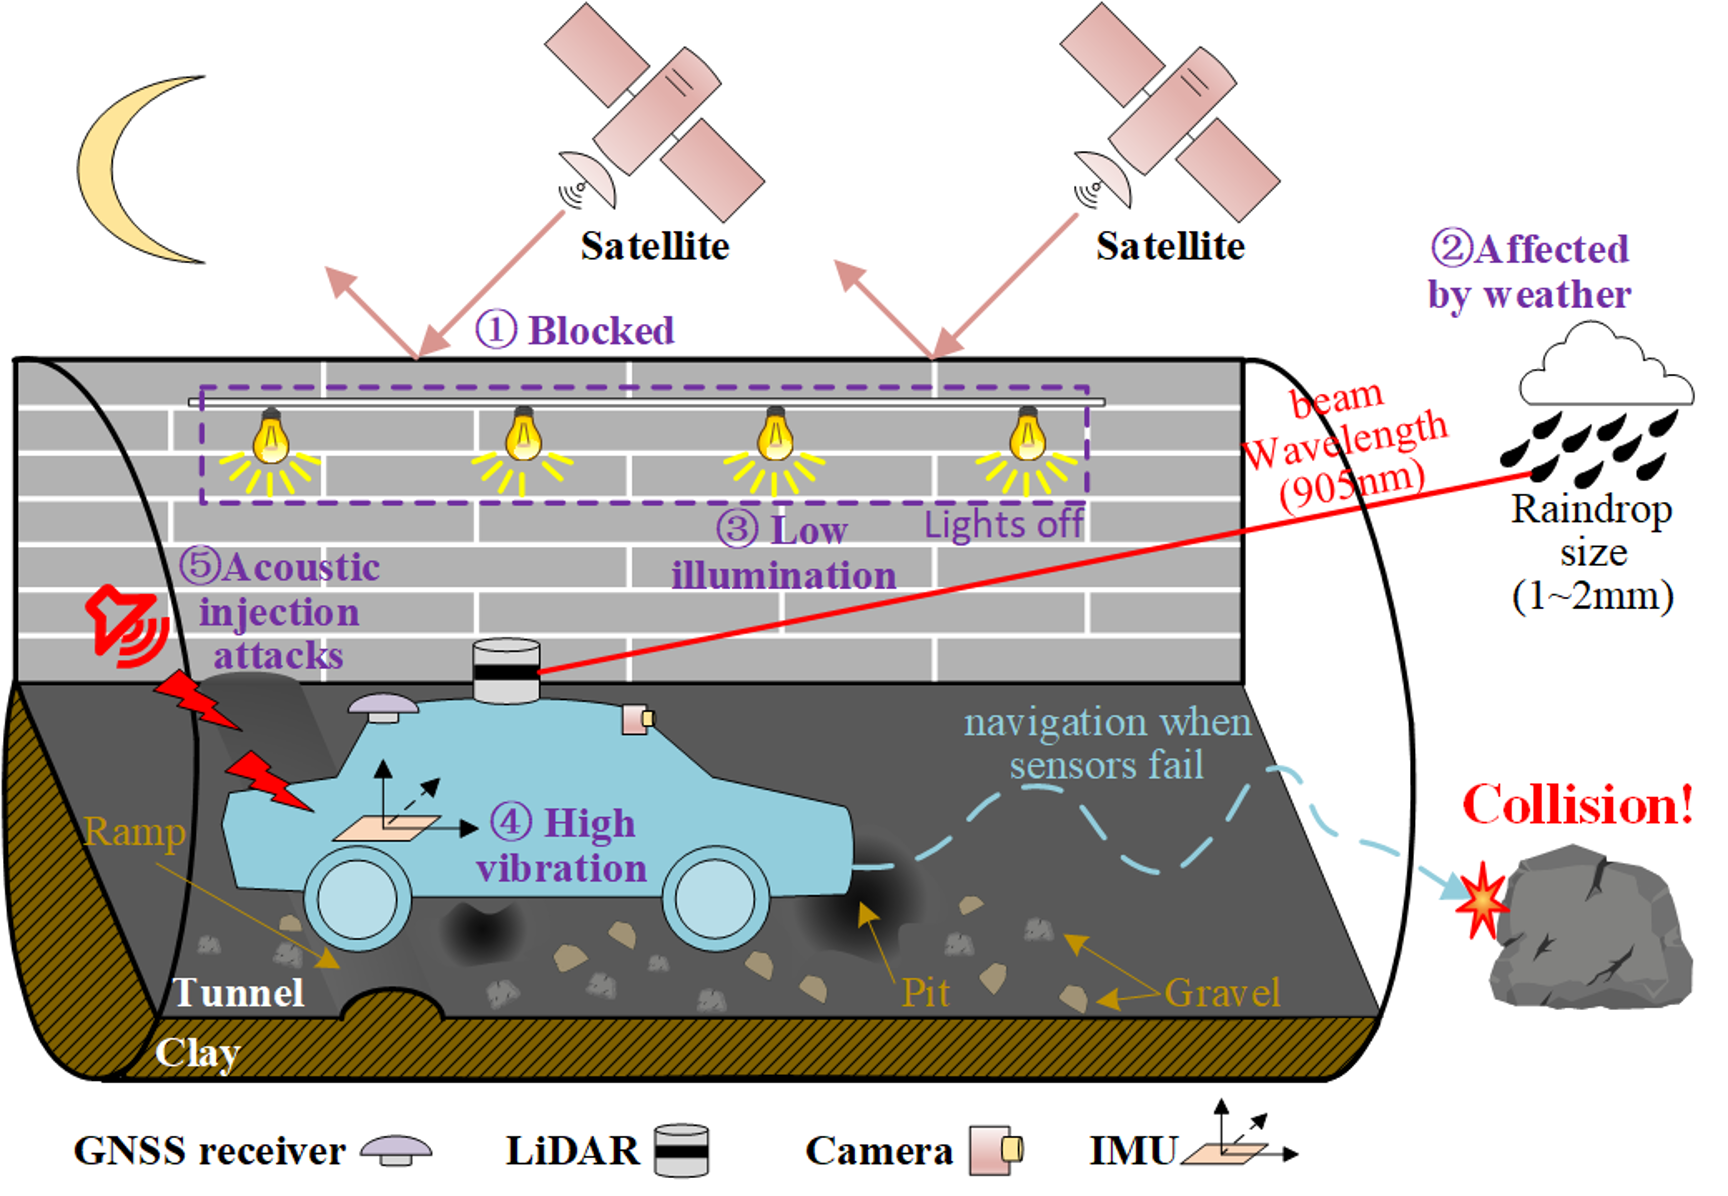 Satellite
Satellite
②Affected
by weather
① Blocked
beam
Wavelength
(905nm)
Raindrop
size
(1~2mm)
③ Low
illumination
Lights off
⑤Acoustic
injection
attacks
navigation when
sensors fail
Collision!
④ High
vibration
Ramp
Tunnel
Pit
Gravel
Clay
GNSS receiver
LiDAR
Camera
IMU